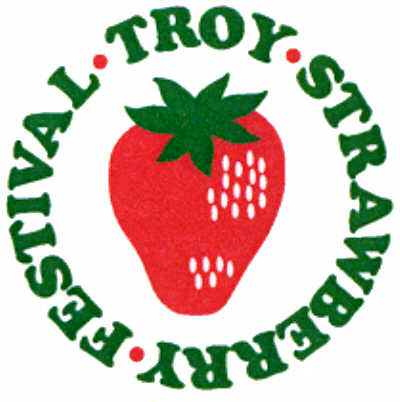 TROY • STRAWBERRY • FESTIVAL •